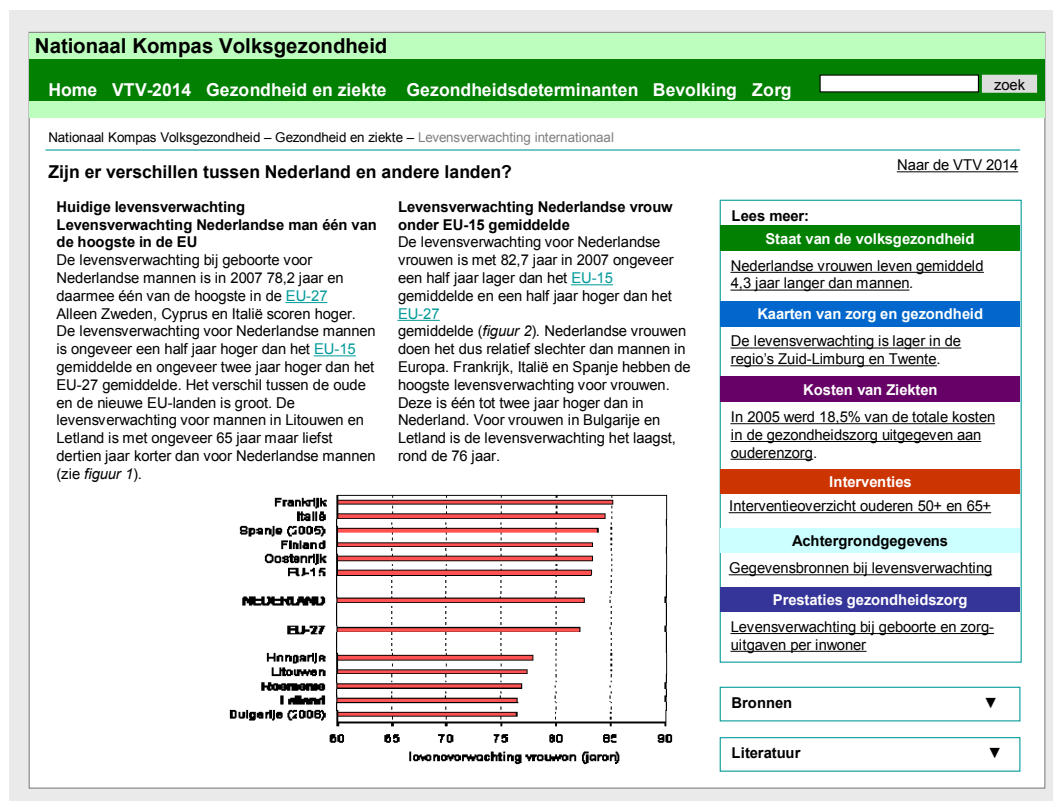 Nationaal Kompas Volksgezondheid
Home VTV-2014 Gezondheid en ziekte Gezondheidsdeterminanten Bevolking Zorg
zoek
Nationaal Kompas Volksgezondheid – Gezondheid en ziekte – Levensverwachting internationaal
Zijn er verschillen tussen Nederland en andere landen?
Naar de VTV 2014
Huidige levensverwachting
Levensverwachting Nederlandse man één van
de hoogste in de EU
De levensverwachting bij geboorte voor
Nederlandse mannen is in 2007 78,2 jaar en
daarmee één van de hoogste in de EU-27
Alleen Zweden, Cyprus en Italië scoren hoger.
De levensverwachting voor Nederlandse mannen
is ongeveer een half jaar hoger dan het EU-15
gemiddelde en ongeveer twee jaar hoger dan het
EU-27 gemiddelde. Het verschil tussen de oude
en de nieuwe EU-landen is groot. De
levensverwachting voor mannen in Litouwen en
Letland is met ongeveer 65 jaar maar liefst
dertien jaar korter dan voor Nederlandse mannen
(zie figuur 1).
Levensverwachting Nederlandse vrouw
onder EU-15 gemiddelde
De levensverwachting voor Nederlandse
vrouwen is met 82,7 jaar in 2007 ongeveer
een half jaar lager dan het EU-15
gemiddelde en een half jaar hoger dan het
EU-27
gemiddelde (figuur 2). Nederlandse vrouwen
doen het dus relatief slechter dan mannen in
Europa. Frankrijk, Italië en Spanje hebben de
hoogste levensverwachting voor vrouwen.
Deze is één tot twee jaar hoger dan in
Nederland. Voor vrouwen in Bulgarije en
Letland is de levensverwachting het laagst,
rond de 76 jaar.
Frankrijk
Italië
Spanje (2005)
Finland
Oostenrijk
EU-15
NEDERLAND
EU-27
Hongarije
Litouwen
Roemenie
Letland
Bulgarije (2006)
60 65 70 75 80 85 90
levensverwachting vrouwen (jaren)
Lees meer:
Staat van de volksgezondheid
Nederlandse vrouwen leven gemiddeld
4,3 jaar langer dan mannen.
Kaarten van zorg en gezondheid
De levensverwachting is lager in de
regio's Zuid-Limburg en Twente.
Kosten van Ziekten
In 2005 werd 18,5% van de totale kosten
in de gezondheidszorg uitgegeven aan
ouderenzorg.
Interventies
Interventieoverzicht ouderen 50+ en 65+
Achtergrondgegevens
Gegevensbronnen bij levensverwachting
Prestaties gezondheidszorg
Levensverwachting bij geboorte en zorg-
uitgaven per inwoner
Bronnen ▼
Literatuur ▼